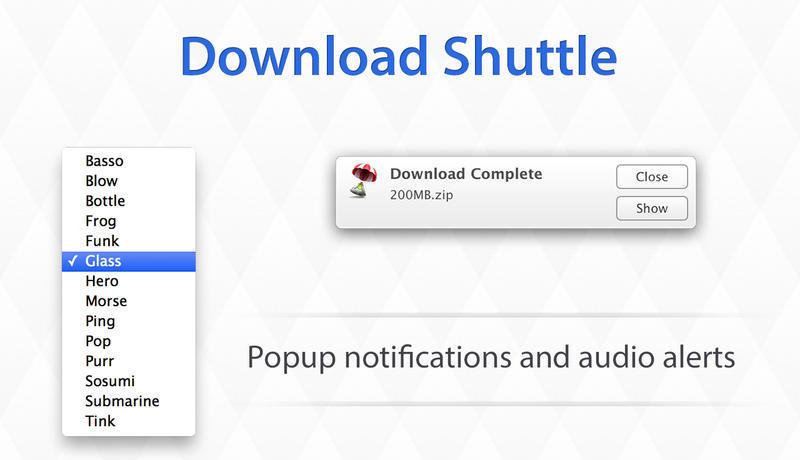 Download Shuttle
Basso
Blow
Bottle
Frog
Funk
✓ Glass
Hero
Morse
Ping
Pop
Purr
Sosumi
Submarine
Tink
Download Complete
200MB.zip
Close
Show
Popup notifications and audio alerts